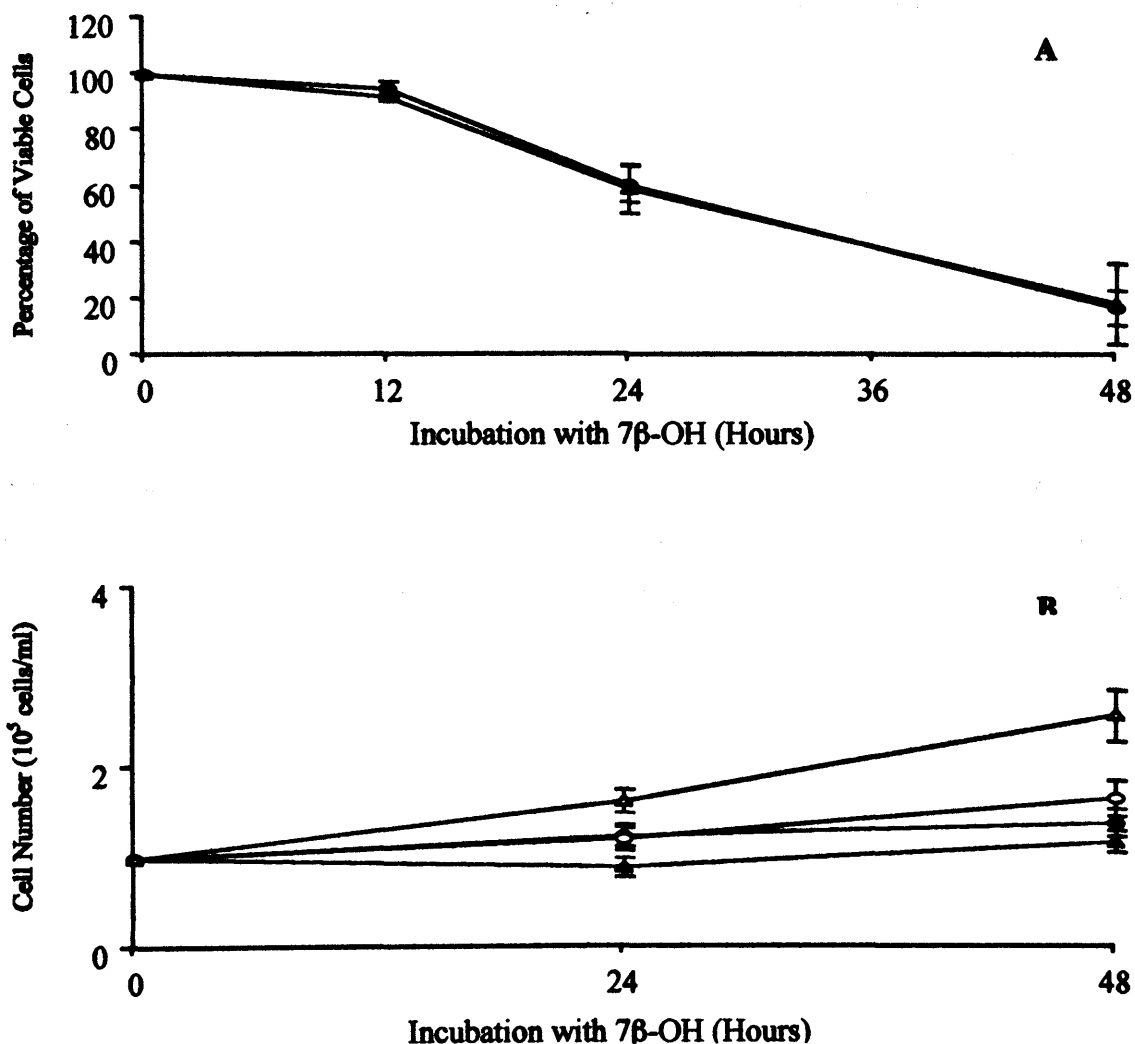 A
Percentage of Viable Cells
120
100
80
60
40
20
0
0 12 24 36 48
Incubation with 7β-OH (Hours)
B
Cell Number (10⁵ cells/ml)
4
2
0
0 24 48
Incubation with 7β-OH (Hours)